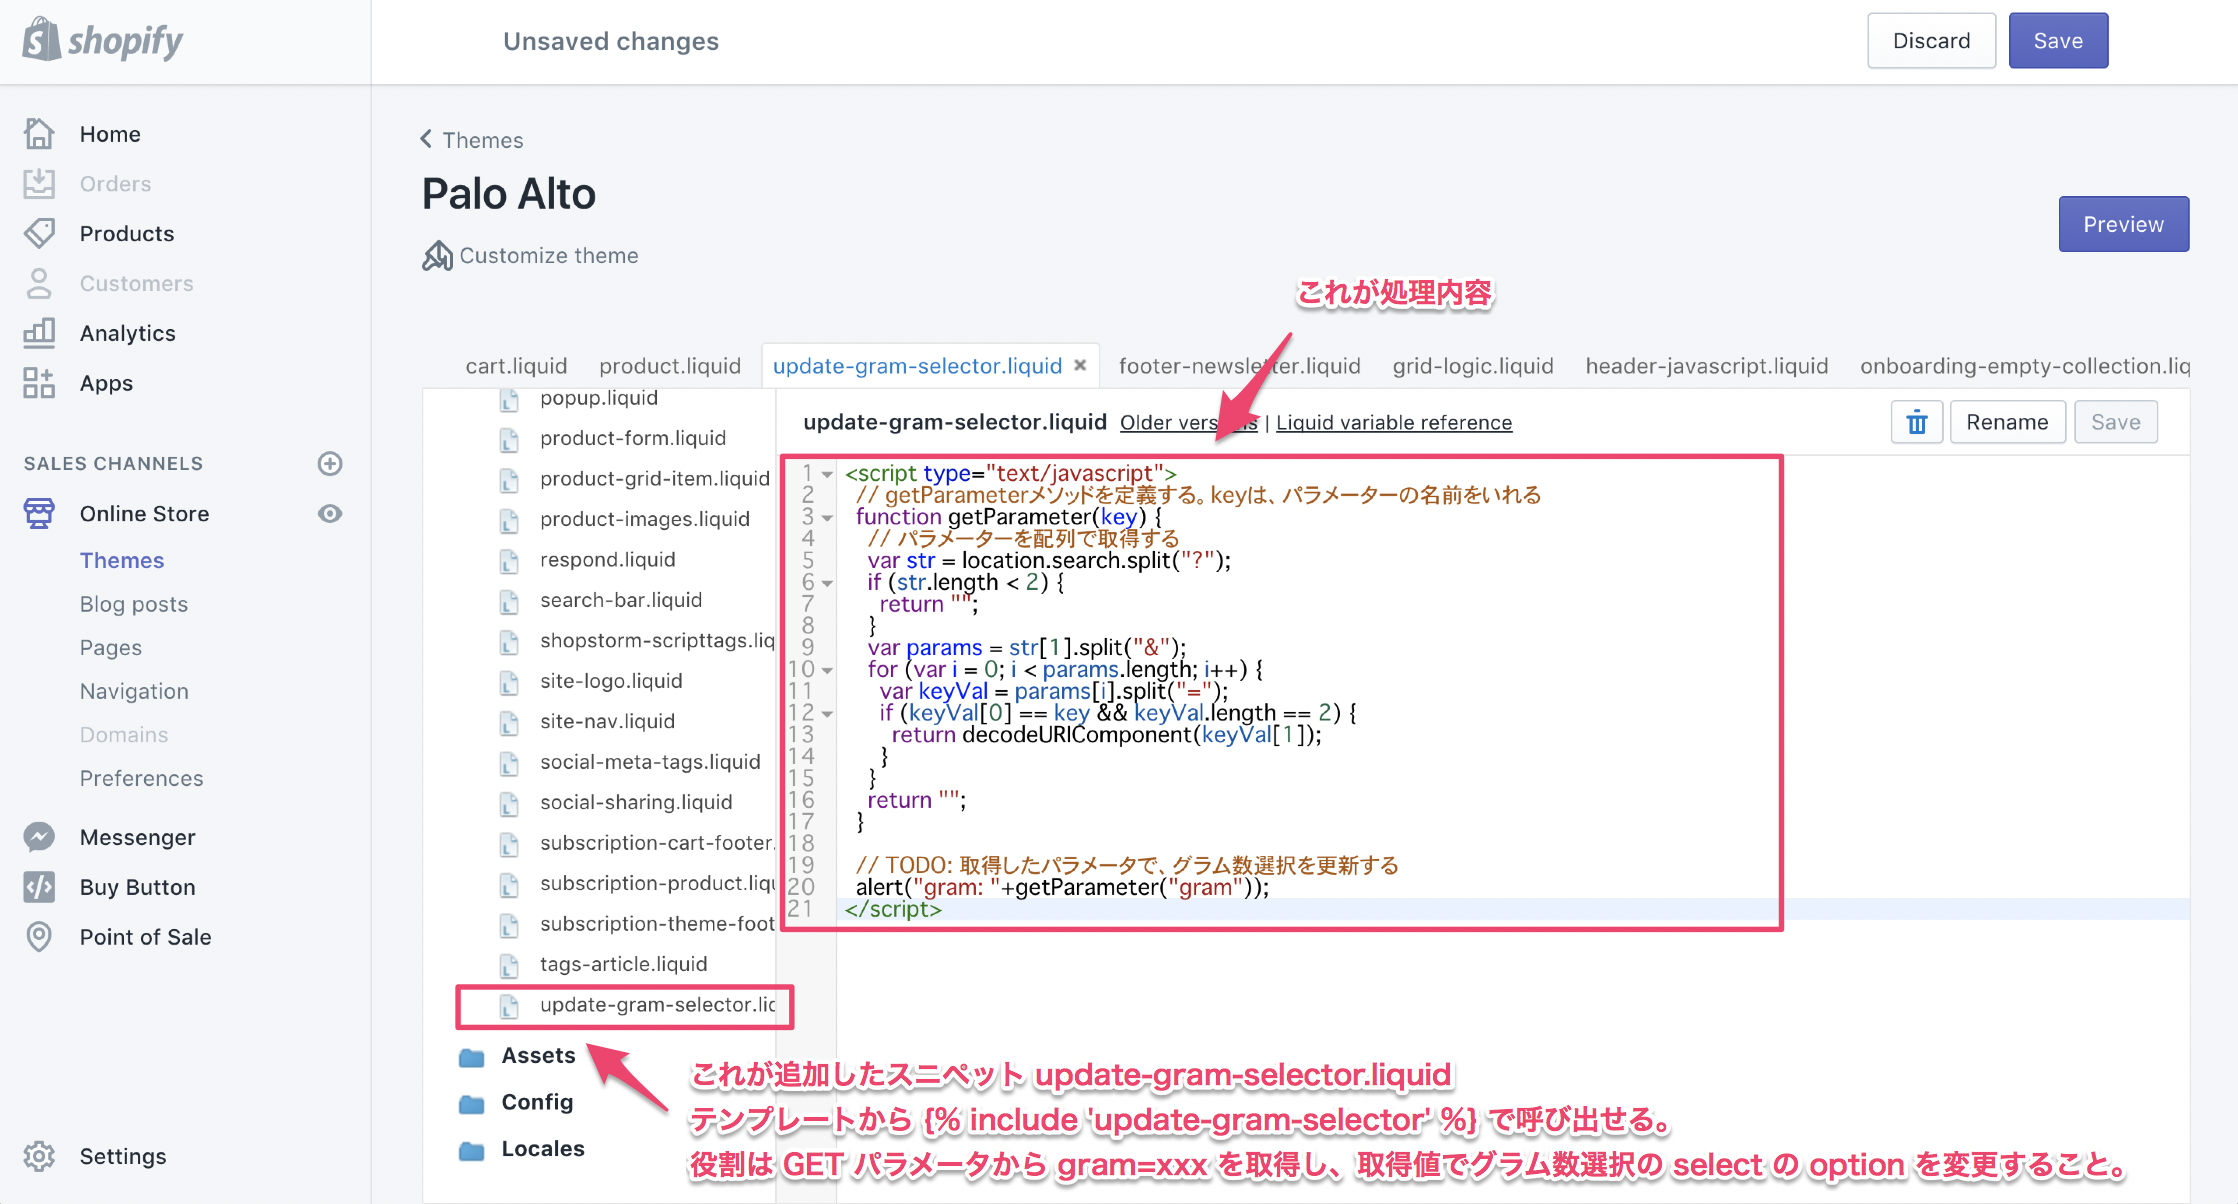 shopify
Unsaved changes
Discard
Save
Home
Orders
Products
Customers
Analytics
Apps
SALES CHANNELS
Online Store
Themes
Blog posts
Pages
Navigation
Domains
Preferences
Messenger
Buy Button
Point of Sale
Settings
Themes
Palo Alto
Customize theme
Preview
これが処理内容
cart.liquid
product.liquid
update-gram-selector.liquid ×
footer-newsletter.liquid
grid-logic.liquid
header-javascript.liquid
onboarding-empty-collection.liq
popup.liquid
product-form.liquid
product-grid-item.liquid
product-images.liquid
respond.liquid
search-bar.liquid
shopstorm-scripttags.liq
site-logo.liquid
site-nav.liquid
social-meta-tags.liquid
social-sharing.liquid
subscription-cart-footer.
subscription-product.liqu
subscription-theme-foot
tags-article.liquid
update-gram-selector.lic
Assets
Config
Locales
update-gram-selector.liquid Older versions | Liquid variable reference
Rename
Save
1 <script type="text/javascript">
2 // getParameterメソッドを定義する。keyは、パラメーターの名前をいれる
3 function getParameter(key) {
4 // パラメーターを配列で取得する
5 var str = location.search.split("?");
6 if (str.length < 2) {
7 return "";
8 }
9 var params = str[1].split("&");
10 for (var i = 0; i < params.length; i++) {
11 var keyVal = params[i].split("=");
12 if (keyVal[0] == key && keyVal.length == 2) {
13 return decodeURIComponent(keyVal[1]);
14 }
15 }
16 return "";
17 }
18
19 // TODO: 取得したパラメータで、グラム数選択を更新する
20 alert("gram: "+getParameter("gram"));
21 </script>
これが追加したスニペット update-gram-selector.liquid
テンプレートから {% include 'update-gram-selector' %} で呼び出せる。
役割は GET パラメータから gram=xxx を取得し、取得値でグラム数選択の select の option を変更すること。